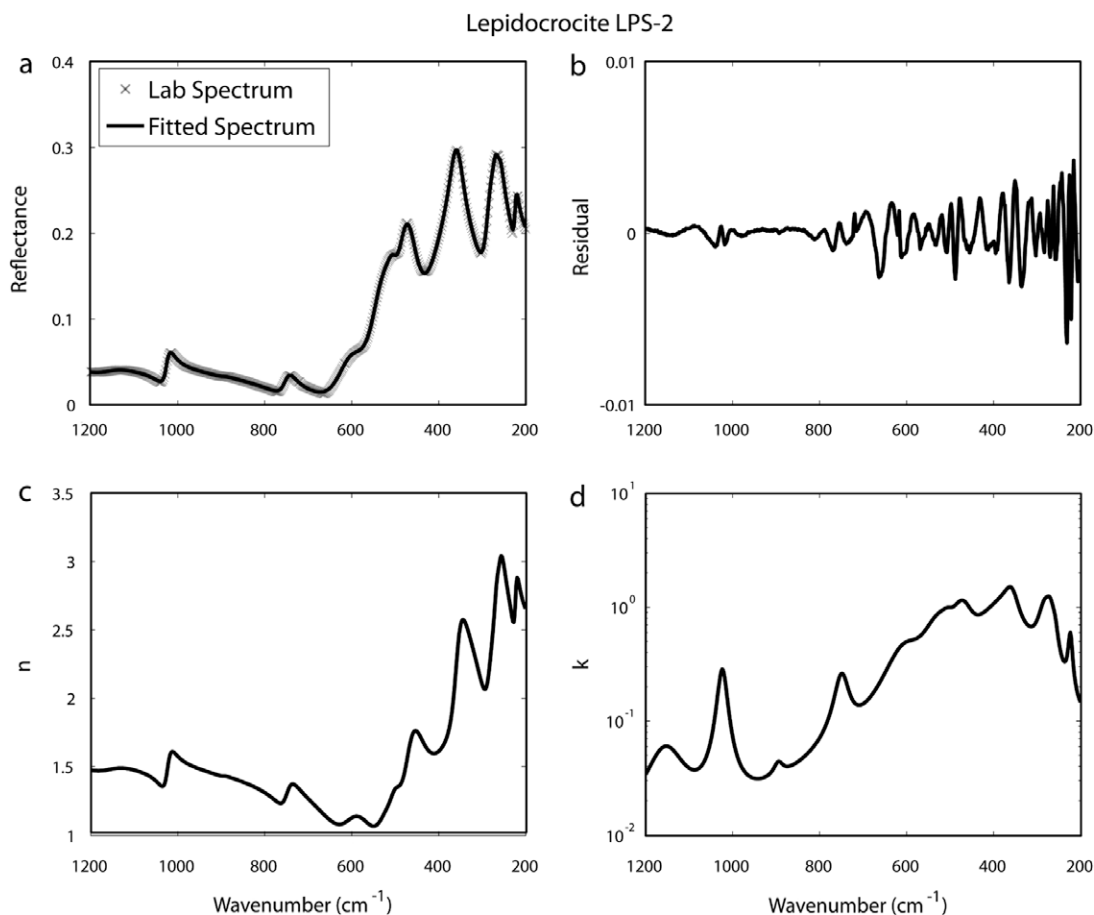 Lepidocrocite LPS-2
a
0.4
0.3
0.2
0.1
0
Reflectance
× Lab Spectrum
Fitted Spectrum
1200 1000 800 600 400 200
b
0.01
0
-0.01
Residual
1200 1000 800 600 400 200
c
3.5
3
2.5
2
1.5
1
n
1200 1000 800 600 400 200
Wavenumber (cm⁻¹)
d
10¹
10⁰
10⁻¹
10⁻²
k
1200 1000 800 600 400 200
Wavenumber (cm⁻¹)